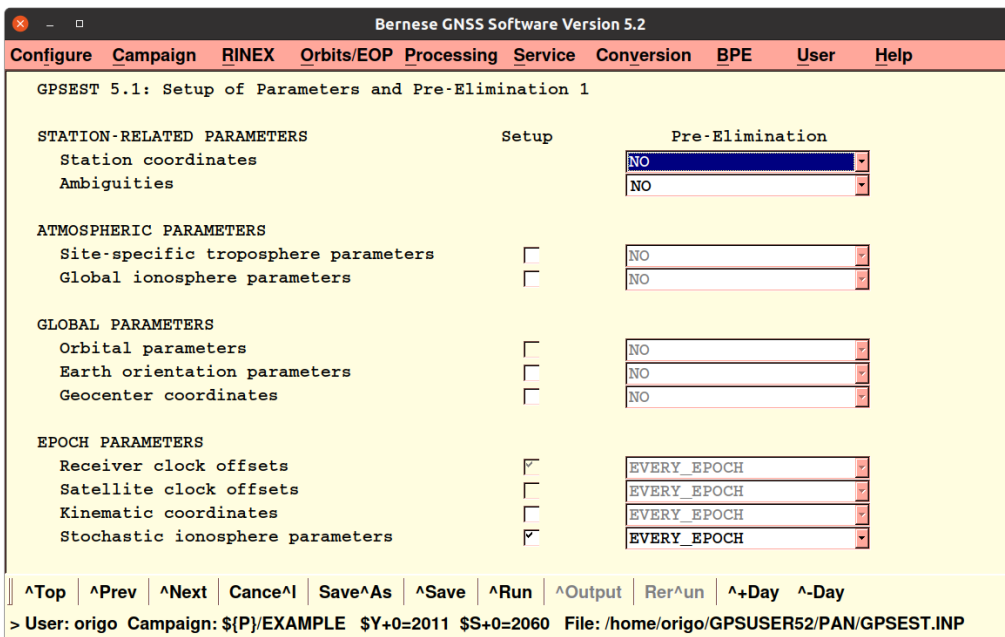 Bernese GNSS Software Version 5.2
Configure Campaign RINEX Orbits/EOP Processing Service Conversion BPE User Help
GPSEST 5.1: Setup of Parameters and Pre-Elimination 1
STATION-RELATED PARAMETERS Setup Pre-Elimination
Station coordinates NO
Ambiguities NO
ATMOSPHERIC PARAMETERS
Site-specific troposphere parameters NO
Global ionosphere parameters NO
GLOBAL PARAMETERS
Orbital parameters NO
Earth orientation parameters NO
Geocenter coordinates NO
EPOCH PARAMETERS
Receiver clock offsets EVERY_EPOCH
Satellite clock offsets EVERY_EPOCH
Kinematic coordinates EVERY_EPOCH
Stochastic ionosphere parameters EVERY_EPOCH
^Top ^Prev ^Next Cance^l Save^As ^Save ^Run ^Output Rer^un ^+Day ^-Day
> User: origo Campaign: ${P}/EXAMPLE $Y+0=2011 $S+0=2060 File: /home/origo/GPSUSER52/PAN/GPSEST.INP